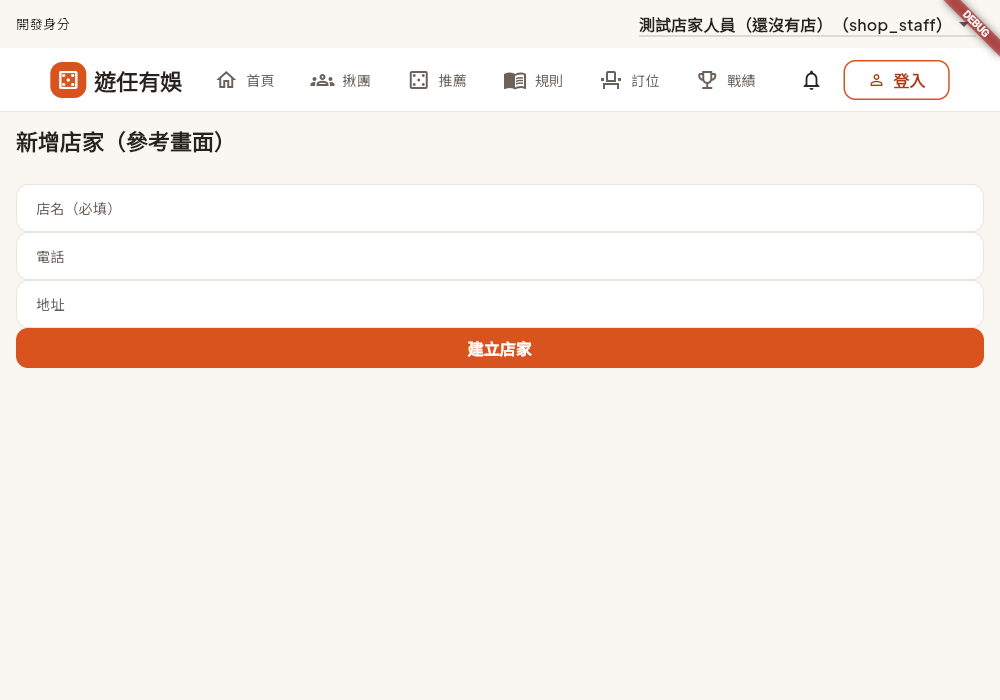 開發身分
測試店家人員（還沒有店）（shop_staff）
DEBUG
遊任有娛
首頁
揪團
推薦
規則
訂位
戰績
登入
新增店家（參考畫面）
店名（必填）
電話
地址
建立店家